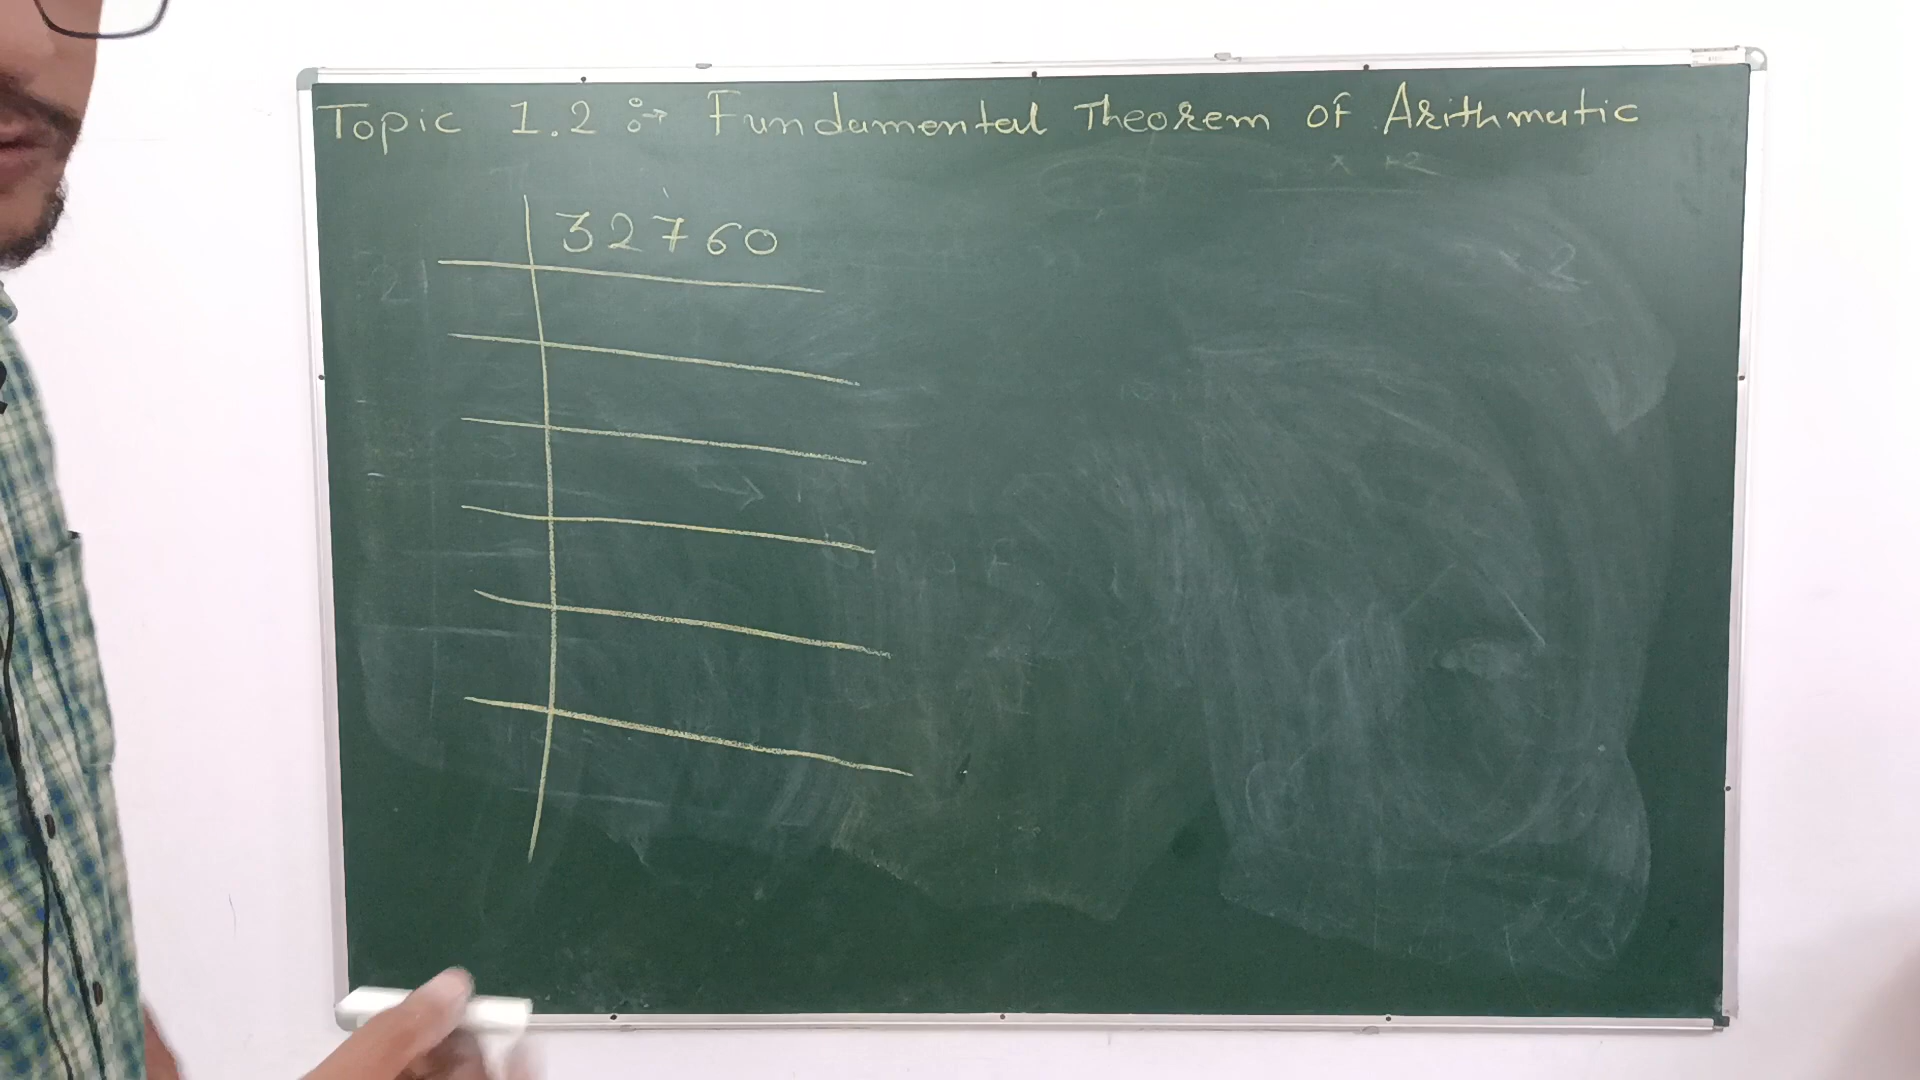 Topic 1.2 :→ Fundamental Theorem of Arithmatic
32760